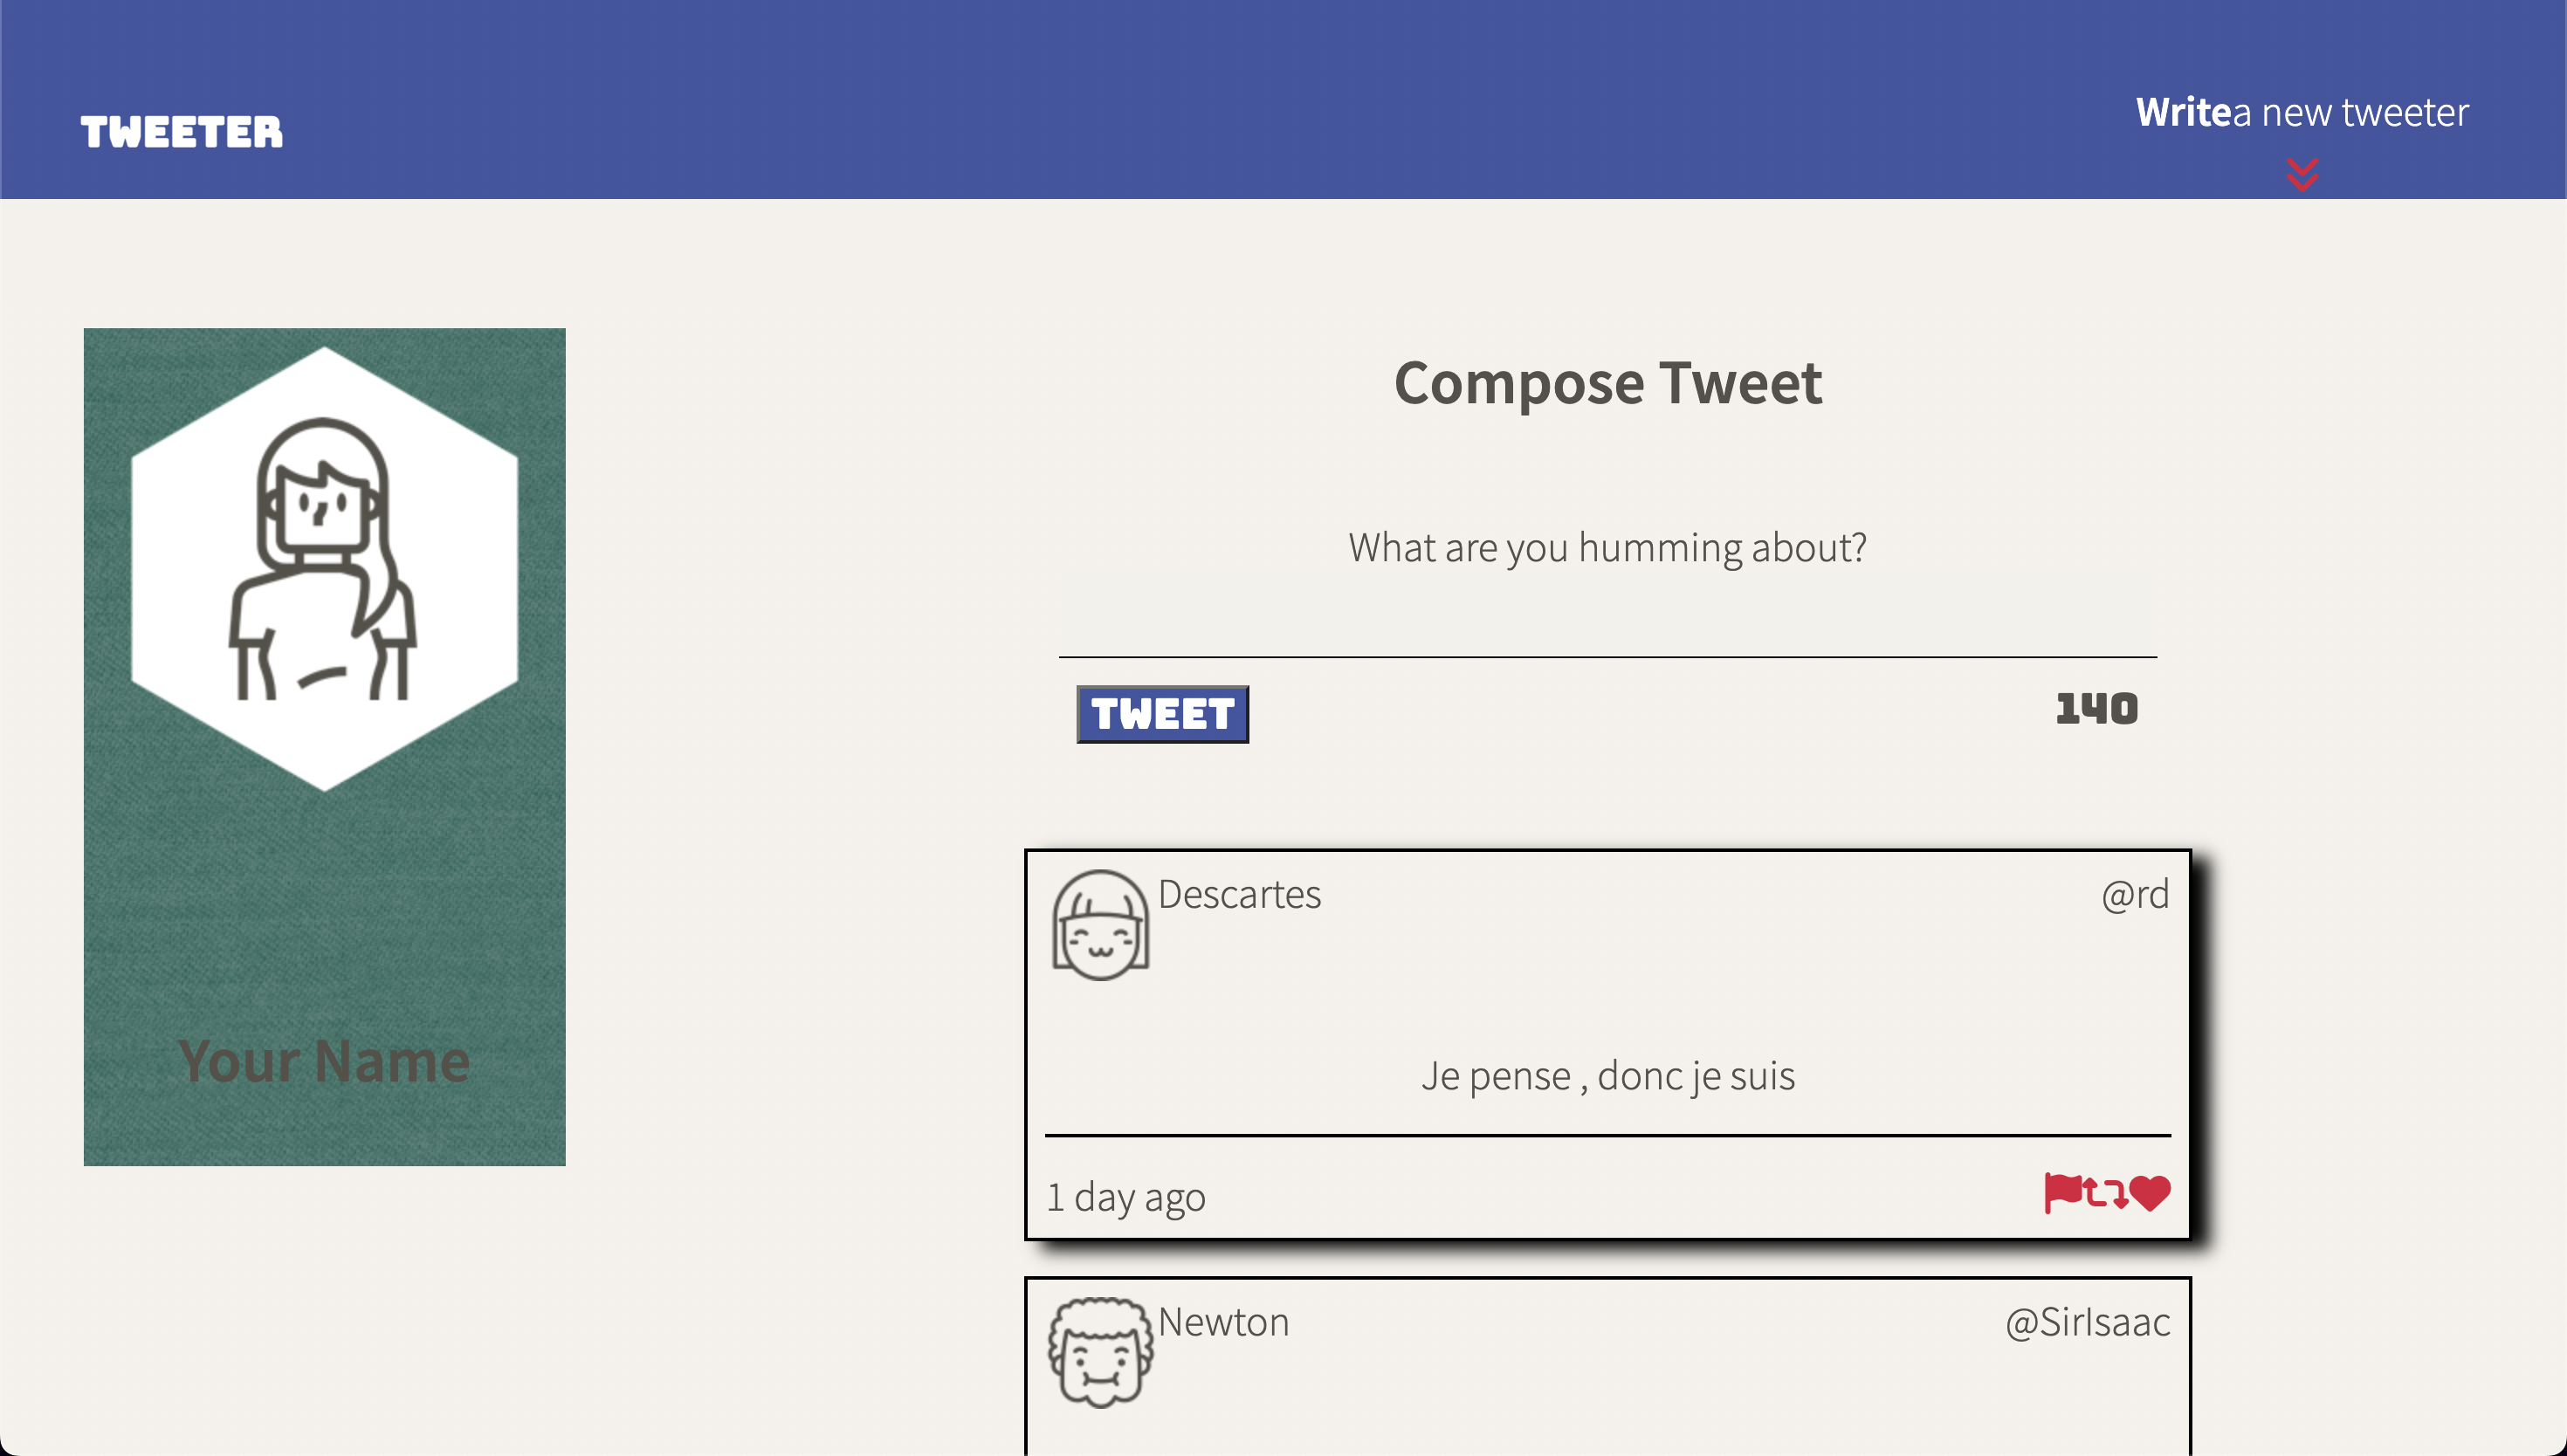 TWEETER
Writea new tweeter
Your Name
Compose Tweet
What are you humming about?
TWEET
140
Descartes
@rd
Je pense , donc je suis
1 day ago
Newton
@SirIsaac